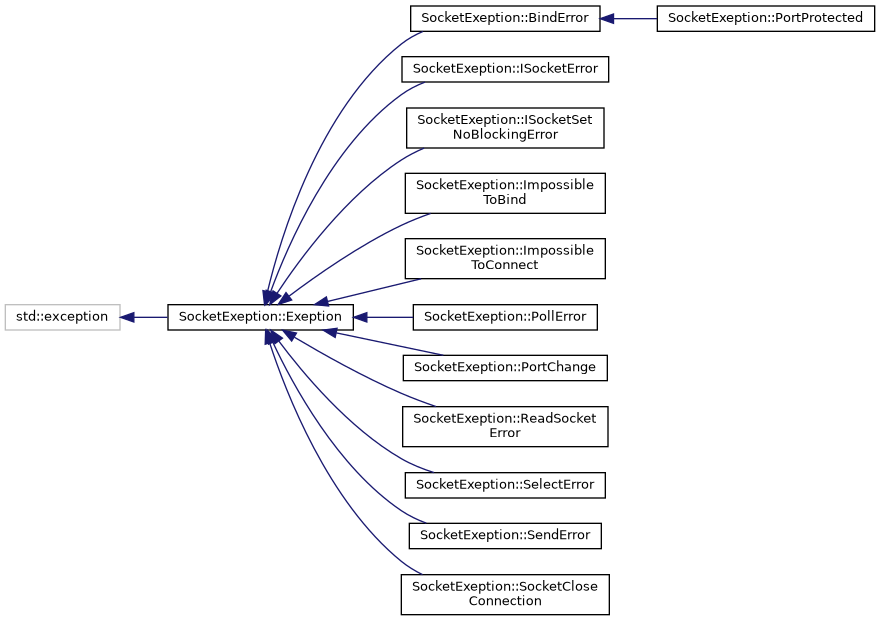 SocketExeption::BindError
SocketExeption::PortProtected
SocketExeption::ISocketError
SocketExeption::ISocketSet
NoBlockingError
SocketExeption::Impossible
ToBind
SocketExeption::Impossible
ToConnect
std::exception
SocketExeption::Exeption
SocketExeption::PollError
SocketExeption::PortChange
SocketExeption::ReadSocket
Error
SocketExeption::SelectError
SocketExeption::SendError
SocketExeption::SocketClose
Connection